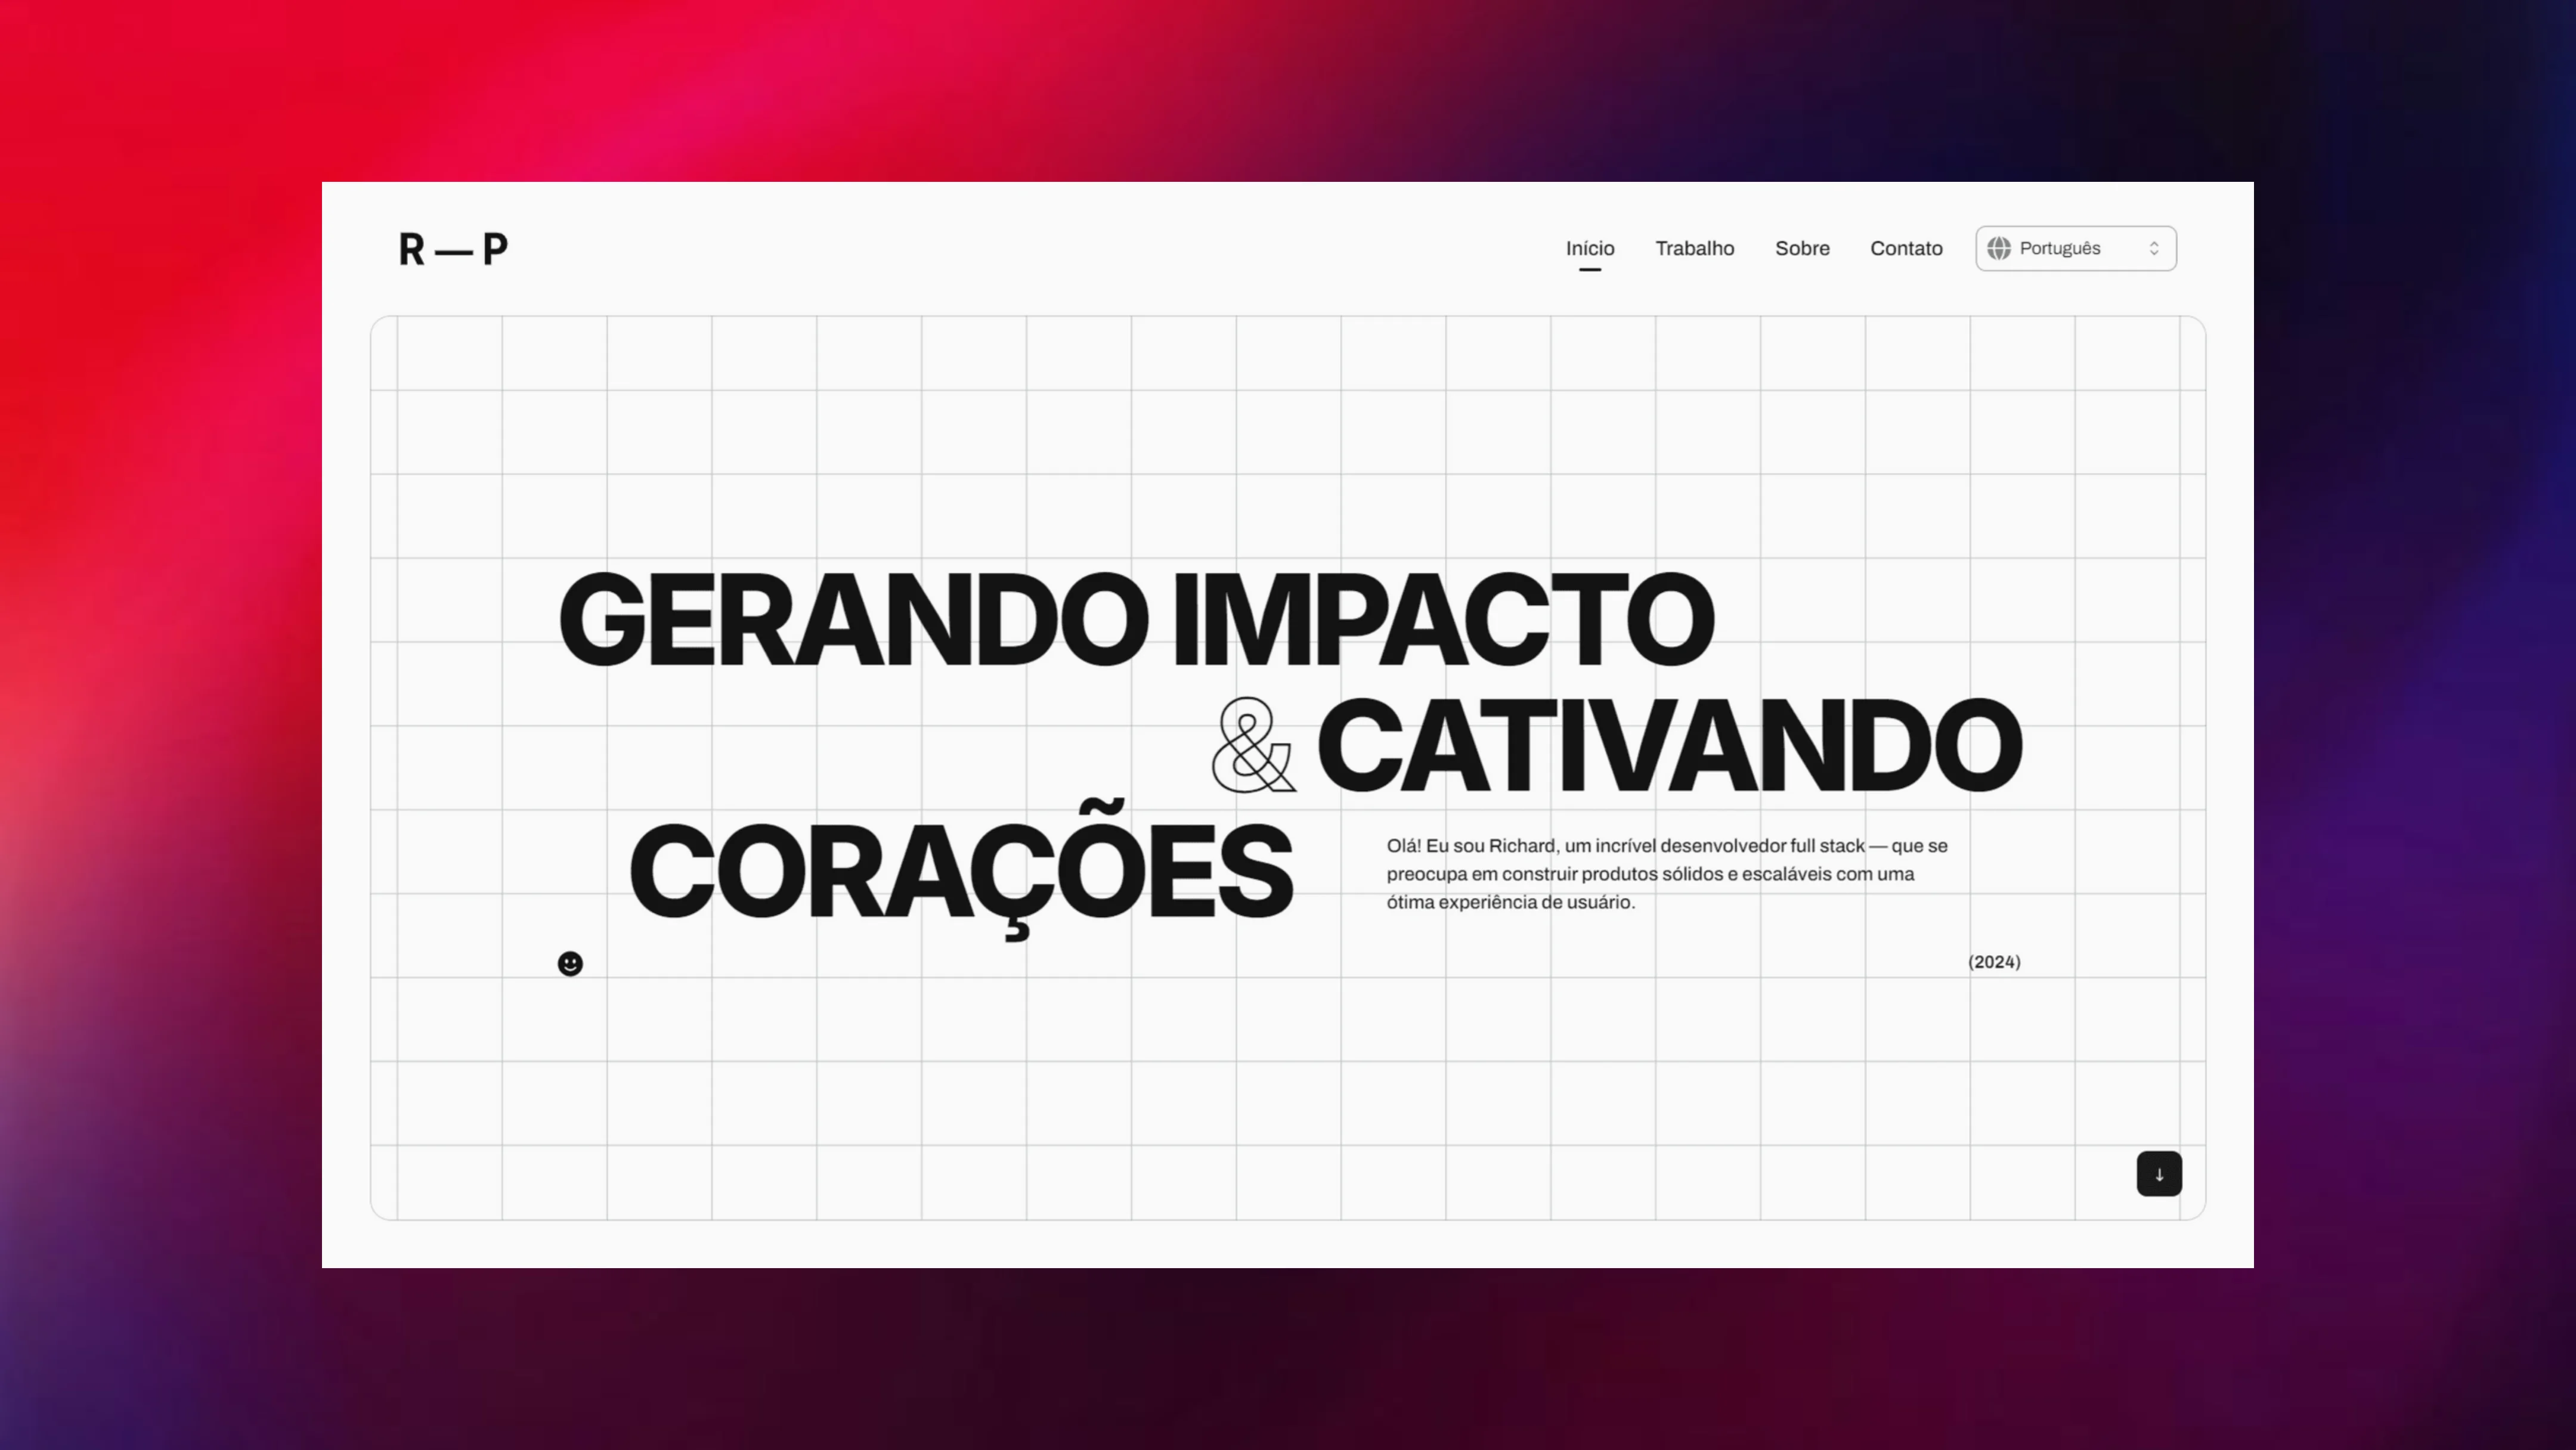 R — P
Início Trabalho Sobre Contato Português
GERANDO IMPACTO
& CATIVANDO
CORAÇÕES
Olá! Eu sou Richard, um incrível desenvolvedor full stack — que se
preocupa em construir produtos sólidos e escaláveis com uma
ótima experiência de usuário.
(2024)